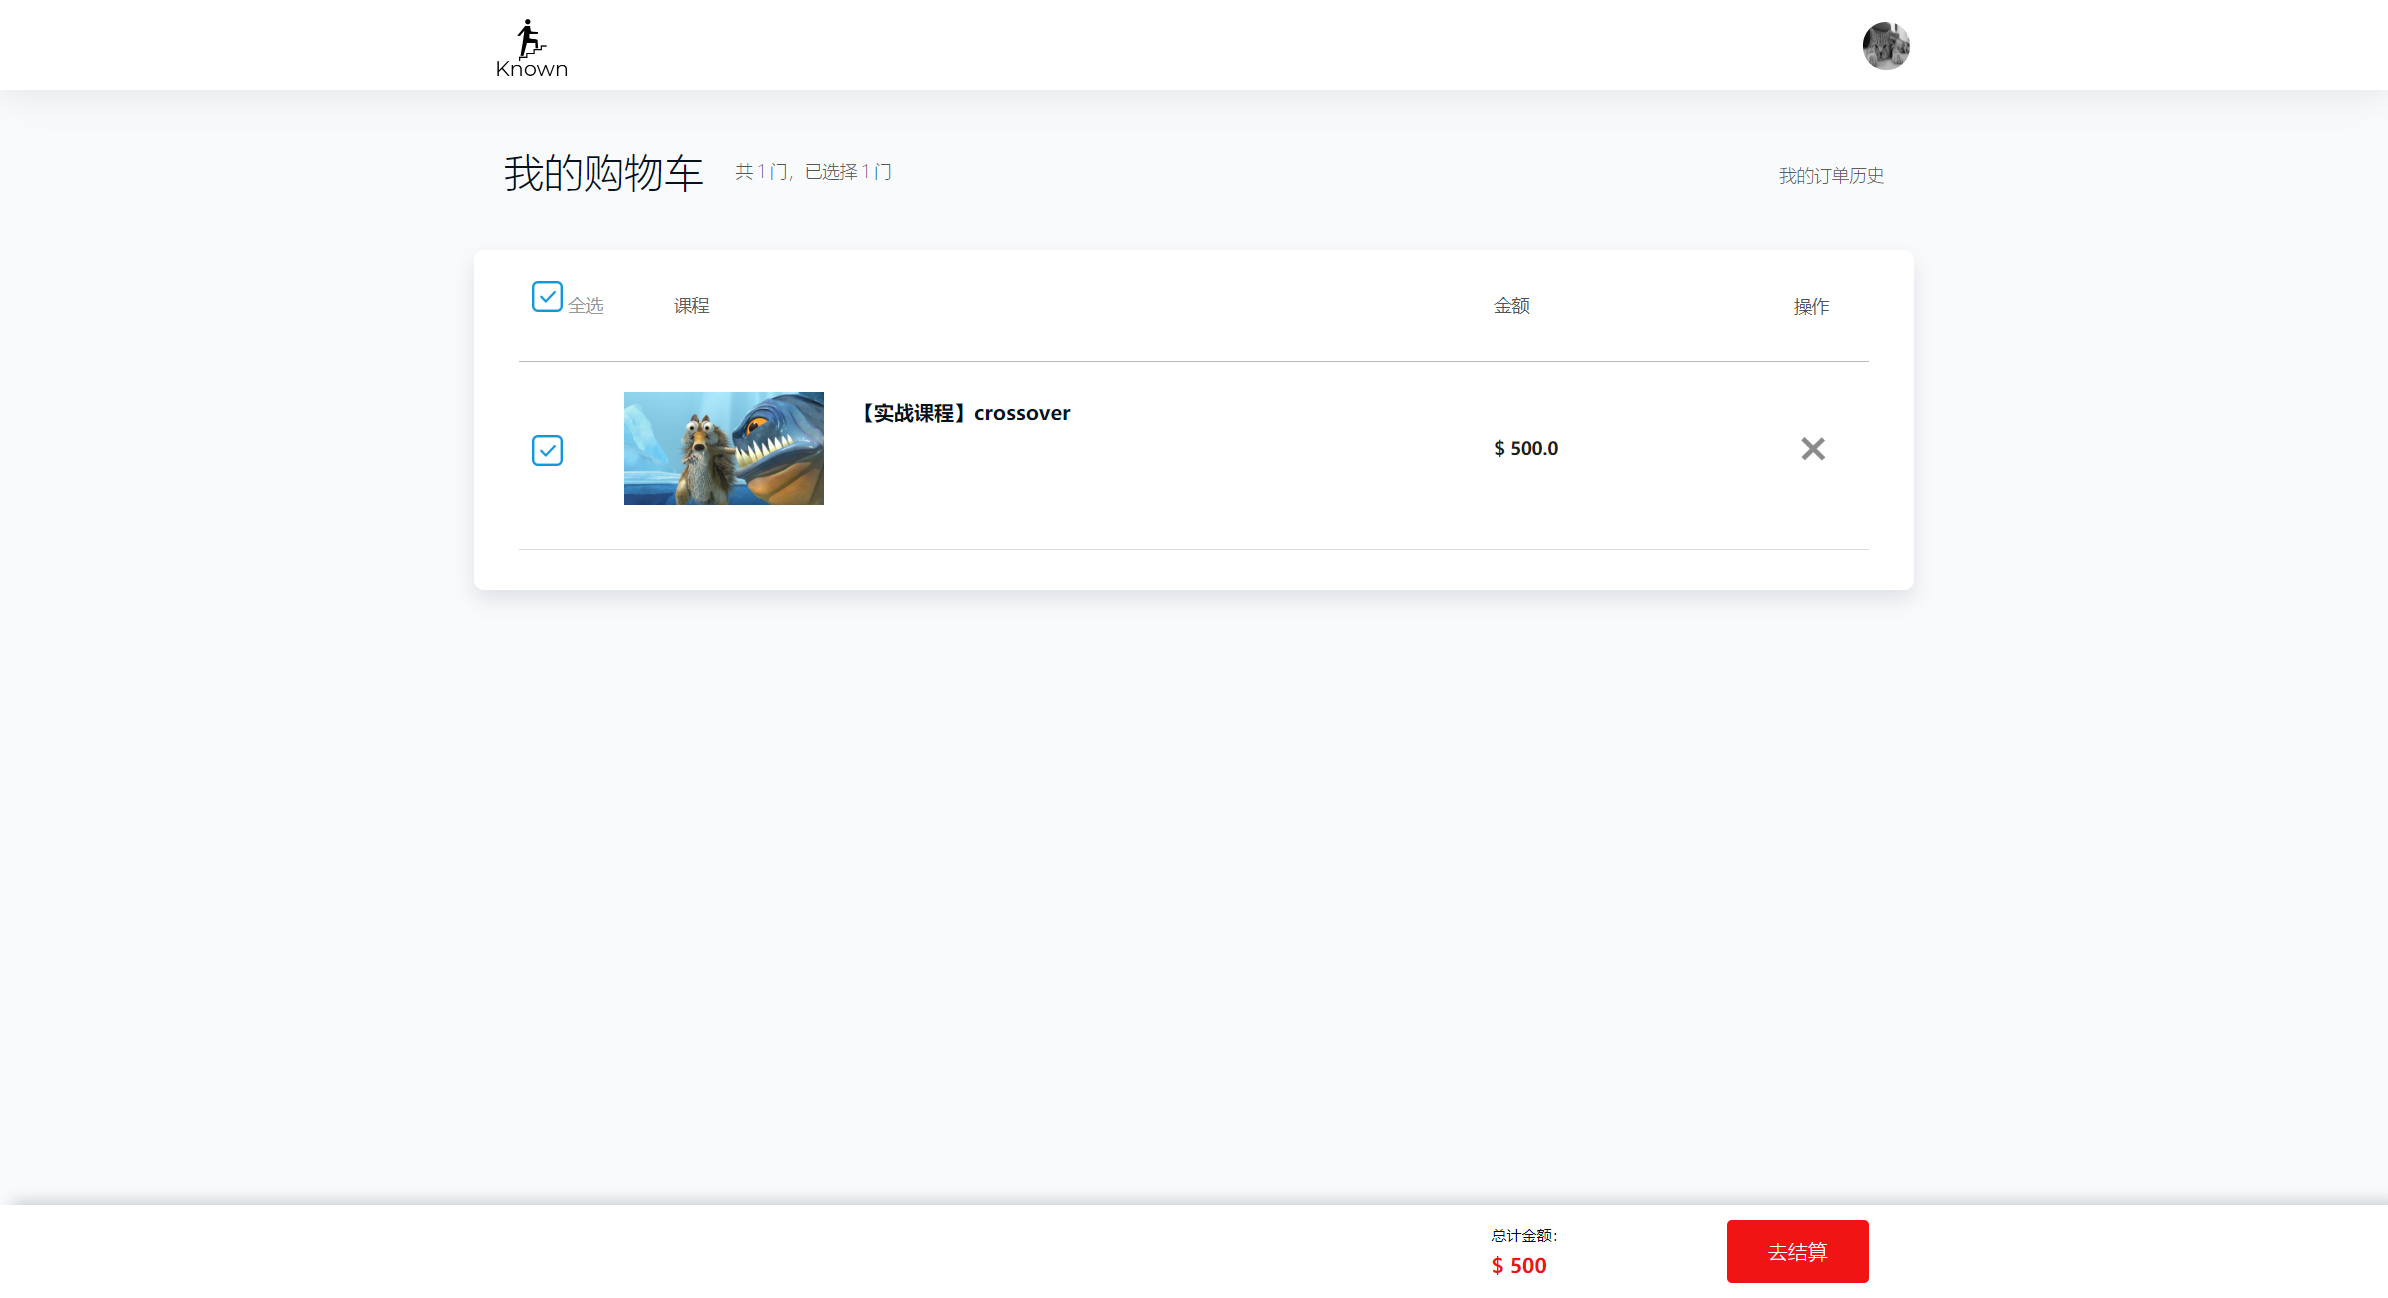 Known
我的购物车 共 1 门，已选择 1 门
我的订单历史
全选 课程 金额 操作
【实战课程】crossover
$ 500.0
总计金额：
$ 500
去结算